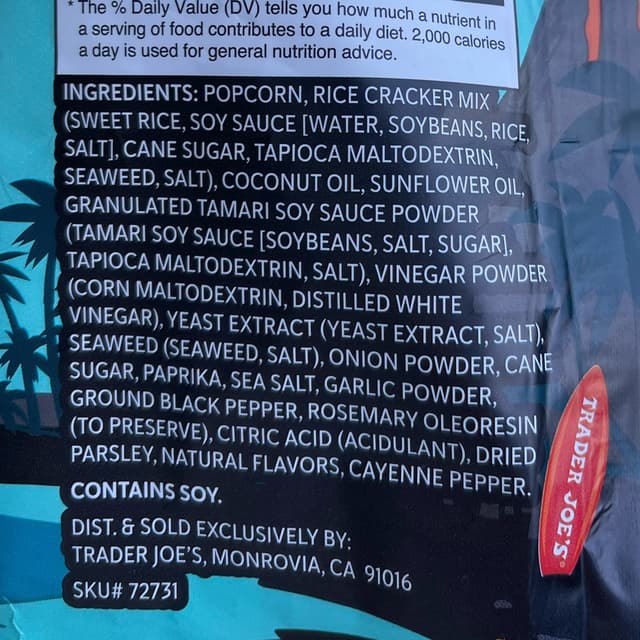 * The % Daily Value (DV) tells you how much a nutrient in
a serving of food contributes to a daily diet. 2,000 calories
a day is used for general nutrition advice.
INGREDIENTS: POPCORN, RICE CRACKER MIX
(SWEET RICE, SOY SAUCE [WATER, SOYBEANS, RICE,
SALT], CANE SUGAR, TAPIOCA MALTODEXTRIN,
SEAWEED, SALT), COCONUT OIL, SUNFLOWER OIL,
GRANULATED TAMARI SOY SAUCE POWDER
(TAMARI SOY SAUCE [SOYBEANS, SALT, SUGAR],
TAPIOCA MALTODEXTRIN, SALT), VINEGAR POWDER
(CORN MALTODEXTRIN, DISTILLED WHITE
VINEGAR), YEAST EXTRACT (YEAST EXTRACT, SALT),
SEAWEED (SEAWEED, SALT), ONION POWDER, CANE
SUGAR, PAPRIKA, SEA SALT, GARLIC POWDER,
GROUND BLACK PEPPER, ROSEMARY OLEORESIN
(TO PRESERVE), CITRIC ACID (ACIDULANT), DRIED
PARSLEY, NATURAL FLAVORS, CAYENNE PEPPER.
CONTAINS SOY.
DIST. & SOLD EXCLUSIVELY BY:
TRADER JOE'S, MONROVIA, CA 91016
SKU# 72731
TRADER JOE'S®